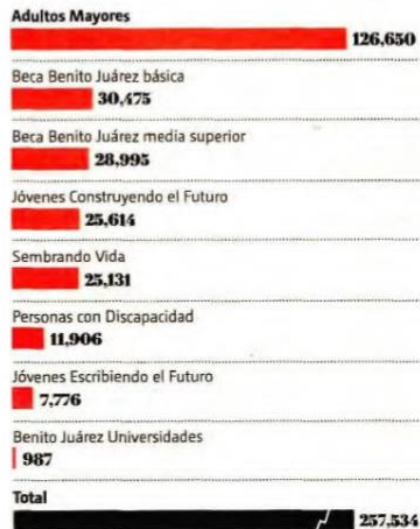 Adultos Mayores
126,650
Beca Benito Juárez básica
30,475
Beca Benito Juárez media superior
28,995
Jóvenes Construyendo el Futuro
25,614
Sembrando Vida
25,131
Personas con Discapacidad
11,906
Jóvenes Escribiendo el Futuro
7,776
Benito Juárez Universidades
987
Total
257,534